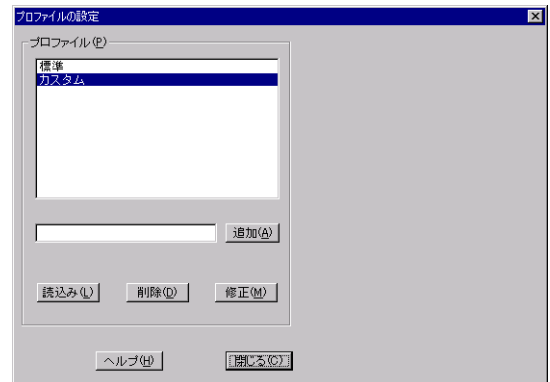 プロファイルの設定
プロファイル(P)
標準
カスタム
追加(A)
読込み(L) 削除(D) 修正(M)
ヘルプ(H) 閉じる(C)